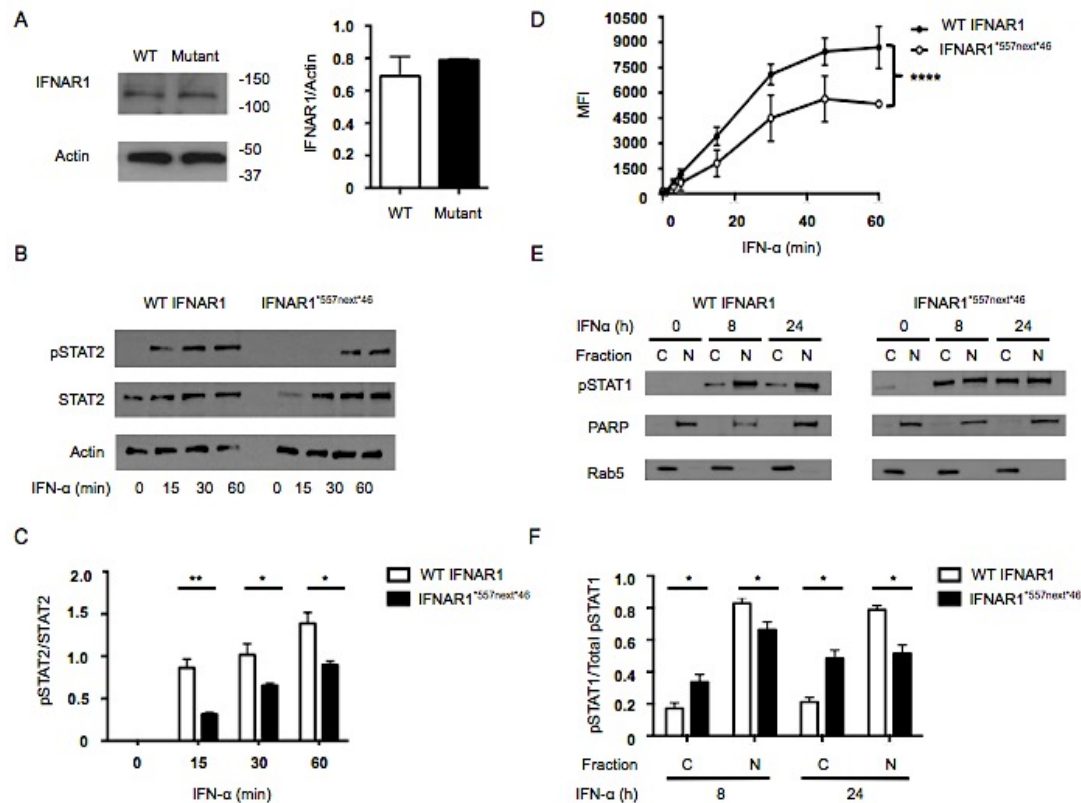 A
WT Mutant
IFNAR1
-150
-100
Actin
-50
-37
IFNAR1/Actin
1.0
0.8
0.6
0.4
0.2
0
WT Mutant
B
WT IFNAR1 IFNAR1*557next*46
pSTAT2
STAT2
Actin
IFN-α (min) 0 15 30 60 0 15 30 60
C
WT IFNAR1
IFNAR1*557next*46
pSTAT2/STAT2
2.0
1.5
1.0
0.5
0.0
** * *
0 15 30 60
IFN-α (min)
D
WT IFNAR1
IFNAR1*557next*46
MFI
10500
9000
7500
6000
4500
3000
1500
0
****
0 20 40 60
IFN-α (min)
E
WT IFNAR1 IFNAR1*557next*46
IFNα (h) 0 8 24 0 8 24
Fraction C N C N C N C N C N C N
pSTAT1
PARP
Rab5
F
WT IFNAR1
IFNAR1*557next*46
pSTAT1/Total pSTAT1
0.8
0.6
0.4
0.2
0
* * * *
Fraction C N C N
IFN-α (h) 8 24